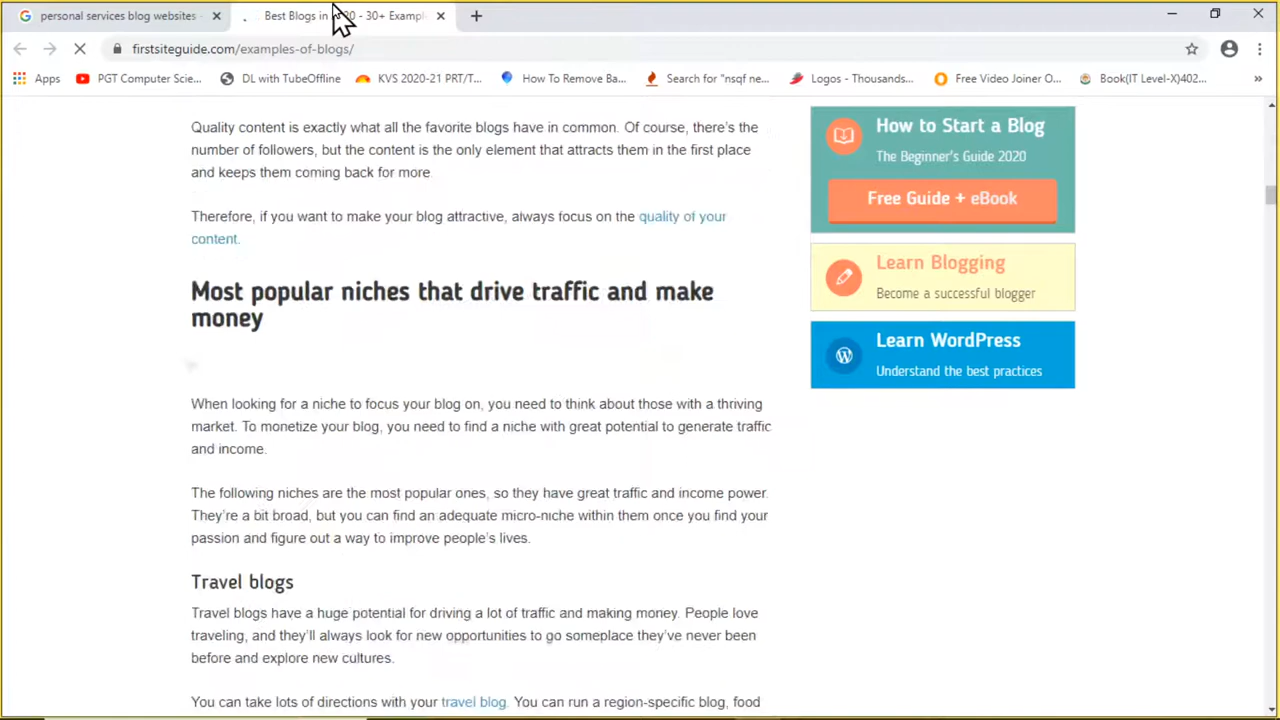 personal services blog websites -
Best Blogs in 20 - 30+ Exampl
firstsiteguide.com/examples-of-blogs/
Apps
PGT Computer Scie...
DL with TubeOffline
KVS 2020-21 PRT/T...
How To Remove Ba...
Search for "nsqf ne...
Logos - Thousands...
Free Video Joiner O...
Book(IT Level-X)402...
»
Quality content is exactly what all the favorite blogs have in common. Of course, there's the
number of followers, but the content is the only element that attracts them in the first place
and keeps them coming back for more.
Therefore, if you want to make your blog attractive, always focus on the quality of your
content.
Most popular niches that drive traffic and make
money
When looking for a niche to focus your blog on, you need to think about those with a thriving
market. To monetize your blog, you need to find a niche with great potential to generate traffic
and income.
The following niches are the most popular ones, so they have great traffic and income power.
They're a bit broad, but you can find an adequate micro-niche within them once you find your
passion and figure out a way to improve people's lives.
Travel blogs
Travel blogs have a huge potential for driving a lot of traffic and making money. People love
traveling, and they'll always look for new opportunities to go someplace they've never been
before and explore new cultures.
You can take lots of directions with your travel blog. You can run a region-specific blog, food
How to Start a Blog
The Beginner's Guide 2020
Free Guide + eBook
Learn Blogging
Become a successful blogger
Learn WordPress
Understand the best practices